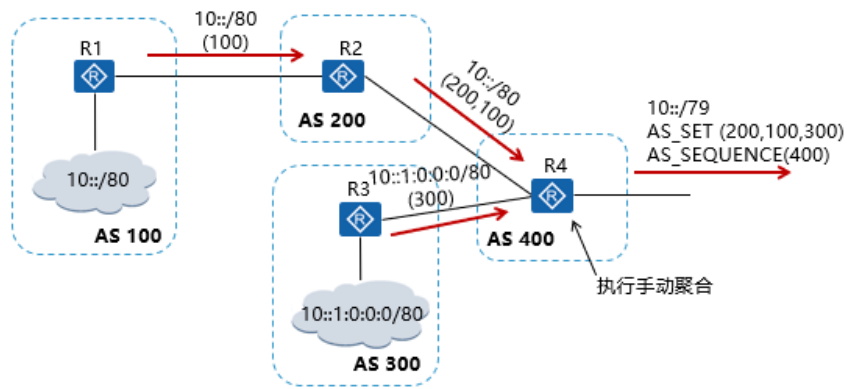 10::/80
(100)
R1
R2
10::/80
(200,100)
AS 200
10::/79
AS_SET (200,100,300)
AS_SEQUENCE(400)
10::/80
AS 100
R4
10::1:0:0:0/80
(300)
R3
AS 400
执行手动聚合
10::1:0:0:0/80
AS 300
R
R
R
R